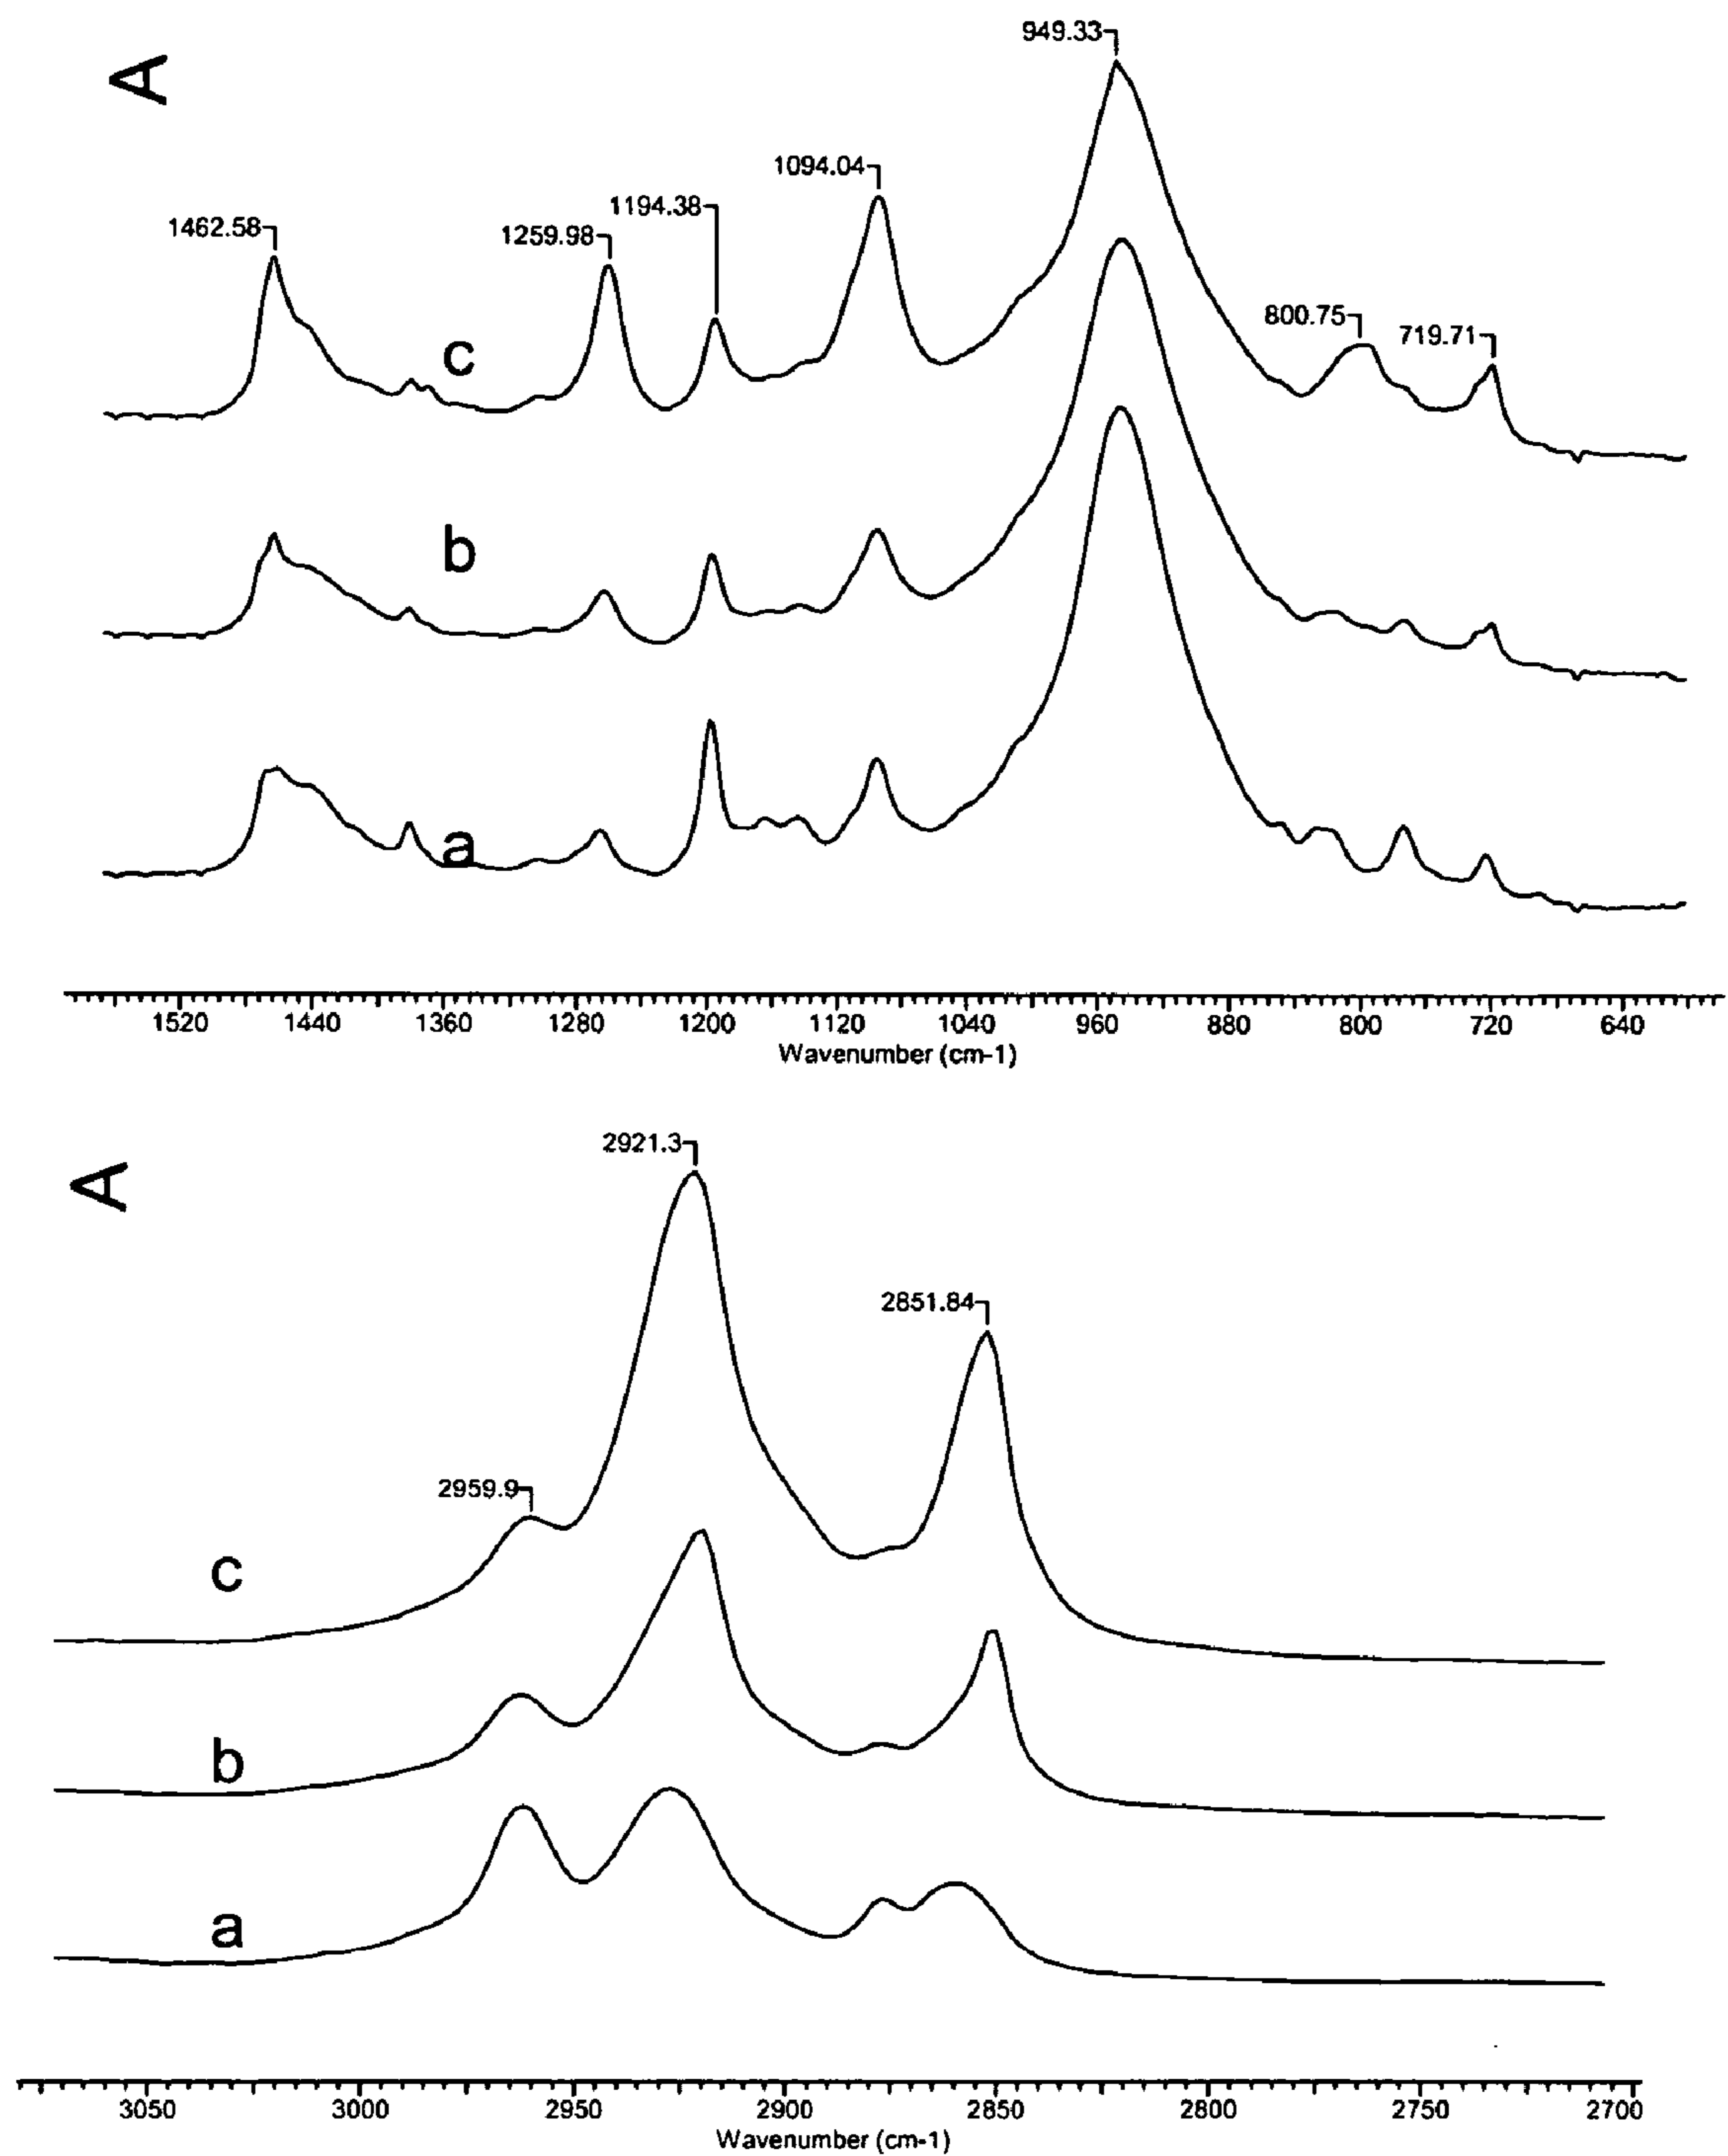 A
949.33
1094.04
1194.38
1462.58
1259.98
800.75
719.71
c
b
a
1520 1440 1360 1280 1200 1120 1040 960 880 800 720 640
Wavenumber (cm-1)
A
2921.3
2851.84
2959.9
c
b
a
3050 3000 2950 2900 2850 2800 2750 2700
Wavenumber (cm-1)